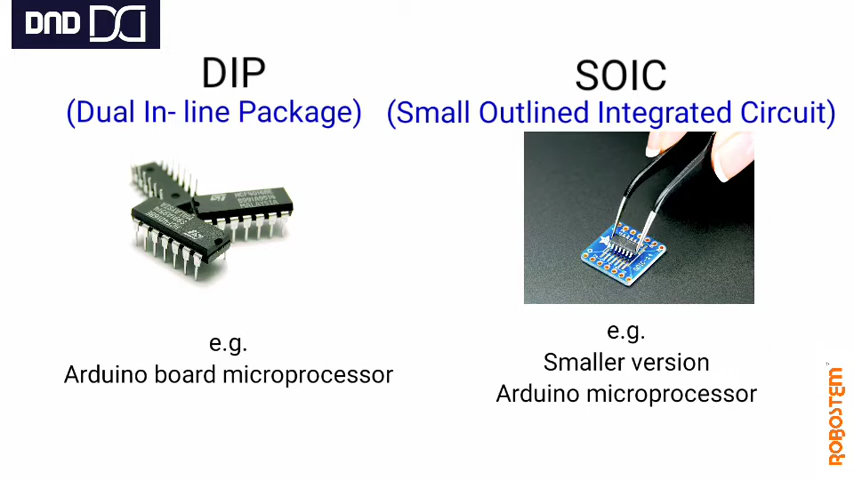 DND
DIP
(Dual In- line Package)
e.g.
Arduino board microprocessor
SOIC
(Small Outlined Integrated Circuit)
e.g.
Smaller version
Arduino microprocessor
ROBOSTEM